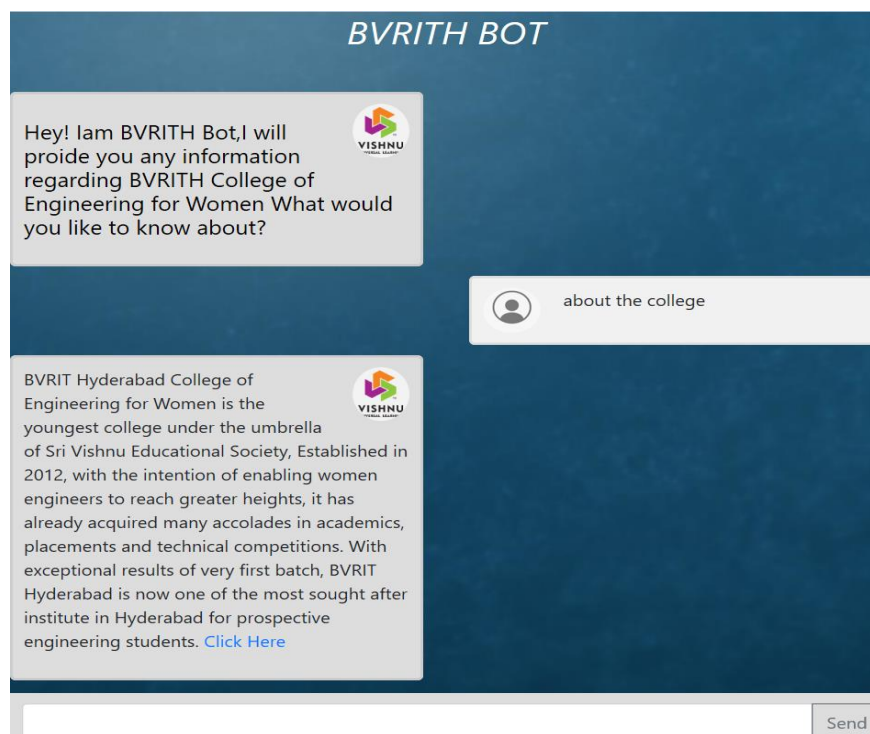 BVRITH BOT
Hey! Iam BVRITH Bot,I will
proide you any information
regarding BVRITH College of
Engineering for Women What would
you like to know about?
VISHNU
about the college
BVRIT Hyderabad College of
Engineering for Women is the
youngest college under the umbrella
of Sri Vishnu Educational Society, Established in
2012, with the intention of enabling women
engineers to reach greater heights, it has
already acquired many accolades in academics,
placements and technical competitions. With
exceptional results of very first batch, BVRIT
Hyderabad is now one of the most sought after
institute in Hyderabad for prospective
engineering students. Click Here
VISHNU
Send